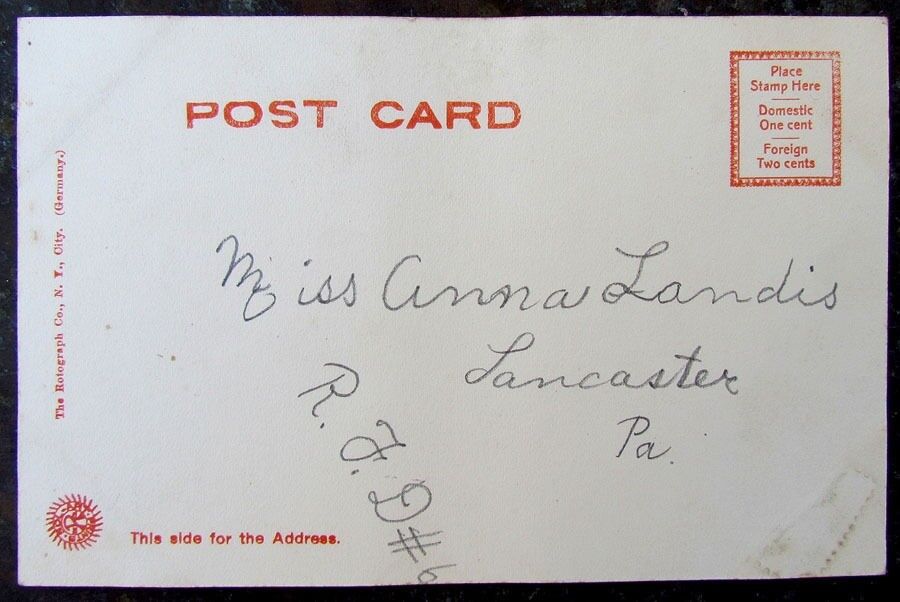 POST CARD
Place
Stamp Here
Domestic
One cent
Foreign
Two cents
The Rotograph Co., N. Y., City. (Germany.)
Miss Anna Landis
Lancaster
Pa.
R. F. D #6
This side for the Address.